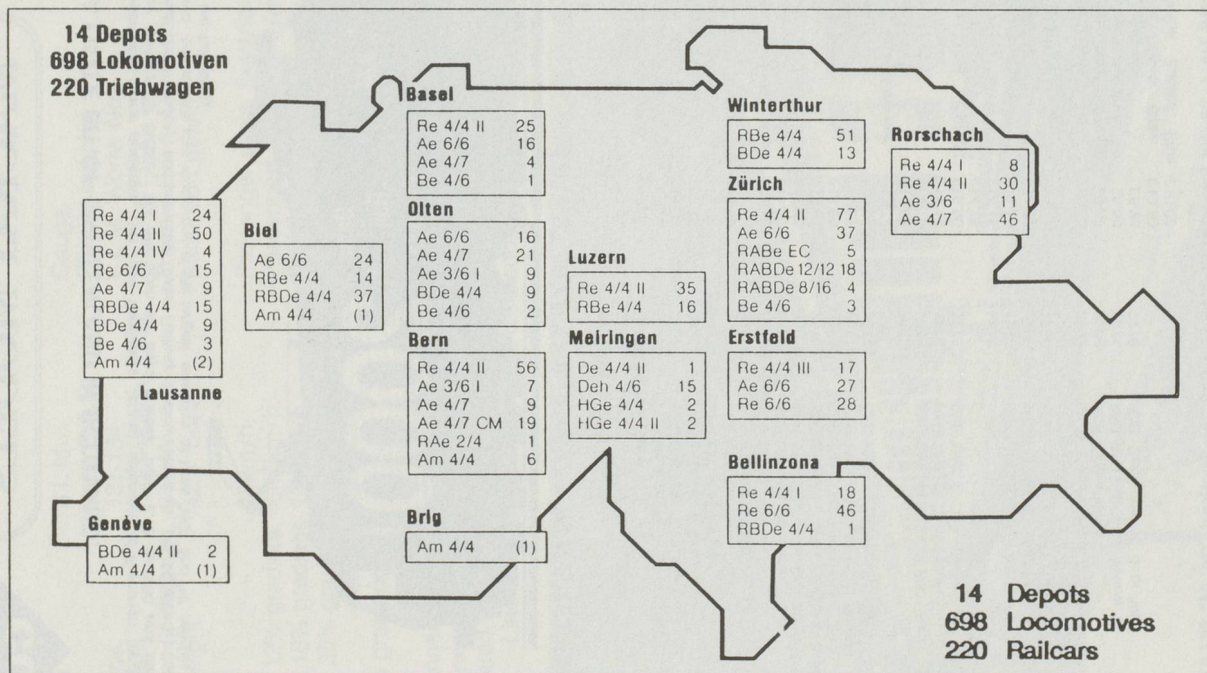 14 Depots
698 Lokomotiven
220 Triebwagen
Basel
Re 4/4 II 25
Ae 6/6 16
Ae 4/7 4
Be 4/6 1
Winterthur
RBe 4/4 51
BDe 4/4 13
Rorschach
Re 4/4 I 8
Re 4/4 II 30
Ae 3/6 11
Ae 4/7 46
Re 4/4 I 24
Re 4/4 II 50
Re 4/4 IV 4
Re 6/6 15
Ae 4/7 9
RBDe 4/4 15
BDe 4/4 9
Be 4/6 3
Am 4/4 (2)
Lausanne
Biel
Ae 6/6 24
RBe 4/4 14
RBDe 4/4 37
Am 4/4 (1)
Olten
Ae 6/6 16
Ae 4/7 21
Ae 3/6 I 9
BDe 4/4 9
Be 4/6 2
Luzern
Re 4/4 II 35
RBe 4/4 16
Zürich
Re 4/4 II 77
Ae 6/6 37
RABe EC 5
RABDe 12/12 18
RABDe 8/16 4
Be 4/6 3
Bern
Re 4/4 II 56
Ae 3/6 I 7
Ae 4/7 9
Ae 4/7 CM 19
RAe 2/4 1
Am 4/4 6
Meiringen
De 4/4 II 1
Deh 4/6 15
HGe 4/4 2
HGe 4/4 II 2
Erstfeld
Re 4/4 III 17
Ae 6/6 27
Re 6/6 28
Bellinzona
Re 4/4 I 18
Re 6/6 46
RBDe 4/4 1
Genève
BDe 4/4 II 2
Am 4/4 (1)
Brig
Am 4/4 (1)
14 Depots
698 Locomotives
220 Railcars